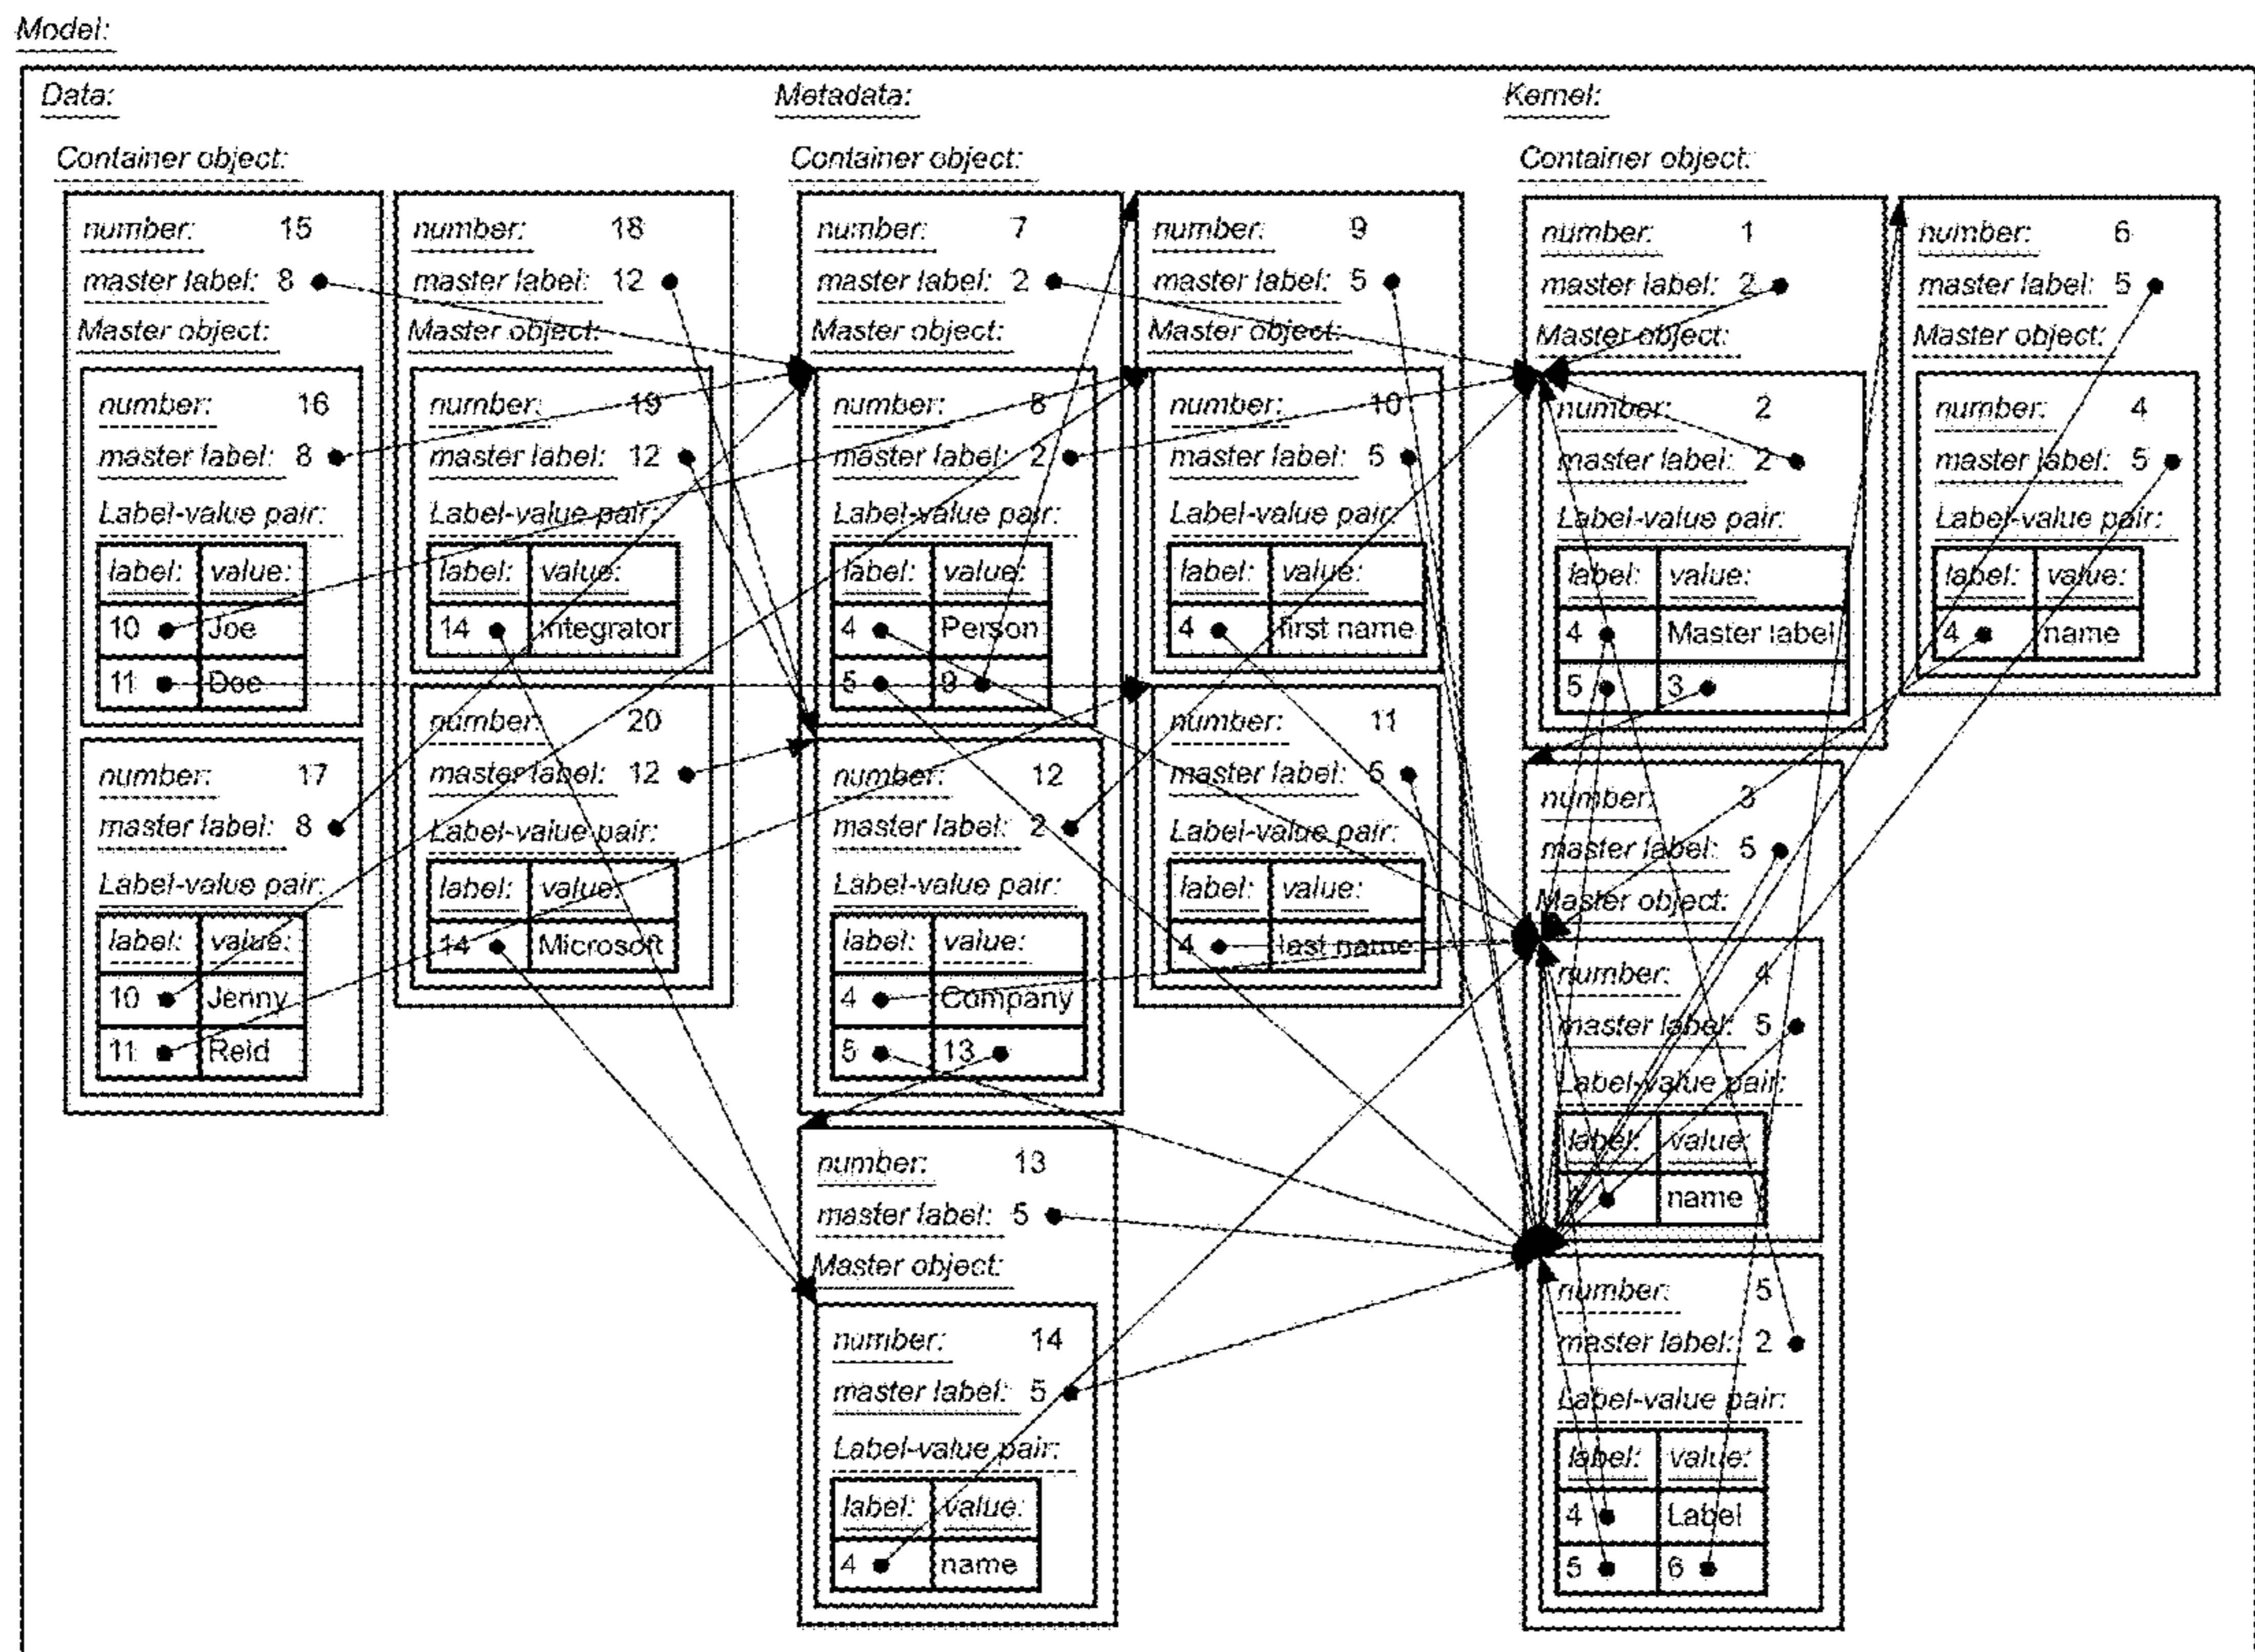 Model:
Data:
Container object:
number: 15
master label: 8
Master object:
number: 16
master label: 8
Label-value pair:
label: value:
10 Joe
11 Doe
number: 17
master label: 8
Label-value pair:
label: value:
10 Jenny
11 Reid
number: 18
master label: 12
Master object:
number: 19
master label: 12
Label-value pair:
label: value:
14 Integrator
number: 20
master label: 12
Label-value pair:
label: value:
14 Microsoft
Metadata:
Container object:
number: 7
master label: 2
Master object:
number: 8
master label: 2
Label-value pair:
label: value:
4 Person
5 9
number: 12
master label: 2
Label-value pair:
label: value:
4 Company
5 13
number: 13
master label: 5
Master object:
number: 14
master label: 5
Label-value pair:
label: value:
4 name
number: 9
master label: 5
Master object:
number: 10
master label: 5
Label-value pair:
label: value:
4 first name
number: 11
master label: 5
Label-value pair:
label: value:
4 last name
Kernel:
Container object:
number: 1
master label: 2
Master object:
number: 2
master label: 2
Label-value pair:
label: value:
4 Master label
5 3
number: 3
master label: 5
Master object:
number: 4
master label: 5
Label-value pair:
label: value:
4 name
number: 5
master label: 2
Label-value pair:
label: value:
4 Label
5 6
number: 6
master label: 5
Master object:
number: 4
master label: 5
Label-value pair:
label: value:
4 name